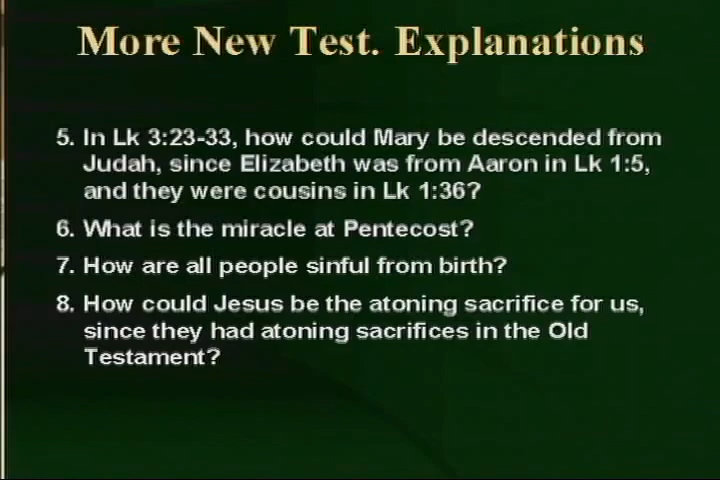 More New Test. Explanations
5. In Lk 3:23-33, how could Mary be descended from
Judah, since Elizabeth was from Aaron in Lk 1:5,
and they were cousins in Lk 1:36?
6. What is the miracle at Pentecost?
7. How are all people sinful from birth?
8. How could Jesus be the atoning sacrifice for us,
since they had atoning sacrifices in the Old
Testament?